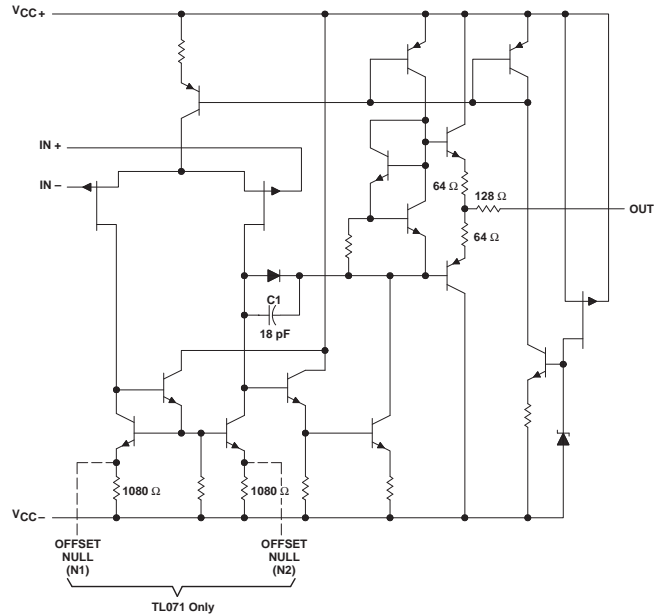 VCC+
IN +
IN −
64 Ω
128 Ω
OUT
64 Ω
C1
18 pF
1080 Ω
1080 Ω
VCC−
OFFSET
NULL
(N1)
OFFSET
NULL
(N2)
TL071 Only